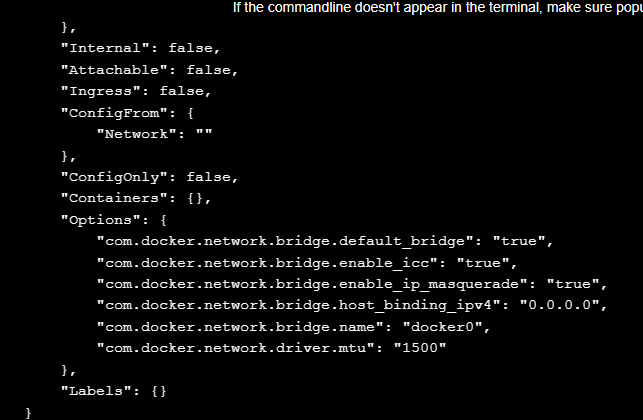 If the commandline doesn't appear in the terminal, make sure popu
},
"Internal": false,
"Attachable": false,
"Ingress": false,
"ConfigFrom": {
"Network": ""
},
"ConfigOnly": false,
"Containers": {},
"Options": {
"com.docker.network.bridge.default_bridge": "true",
"com.docker.network.bridge.enable_icc": "true",
"com.docker.network.bridge.enable_ip_masquerade": "true",
"com.docker.network.bridge.host_binding_ipv4": "0.0.0.0",
"com.docker.network.bridge.name": "docker0",
"com.docker.network.driver.mtu": "1500"
},
"Labels": {}
}